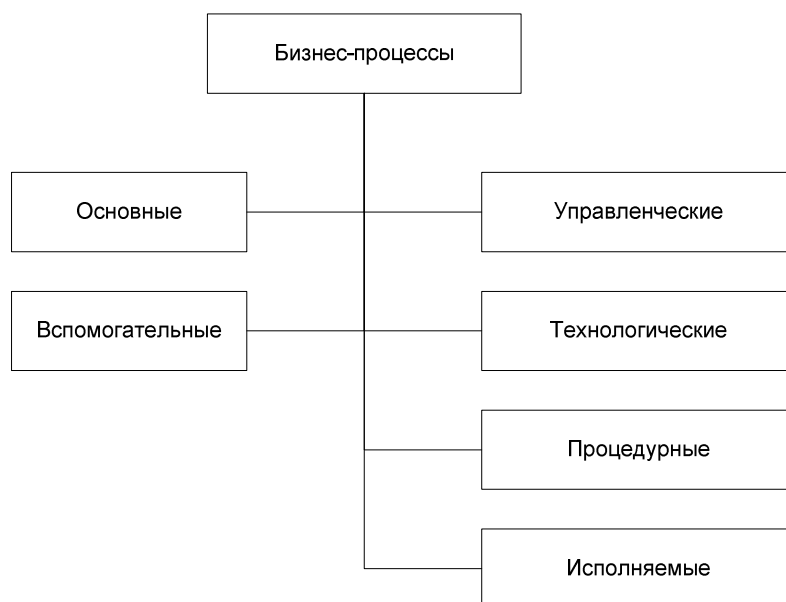 Бизнес-процессы
Основные
Управленческие
Вспомогательные
Технологические
Процедурные
Исполняемые